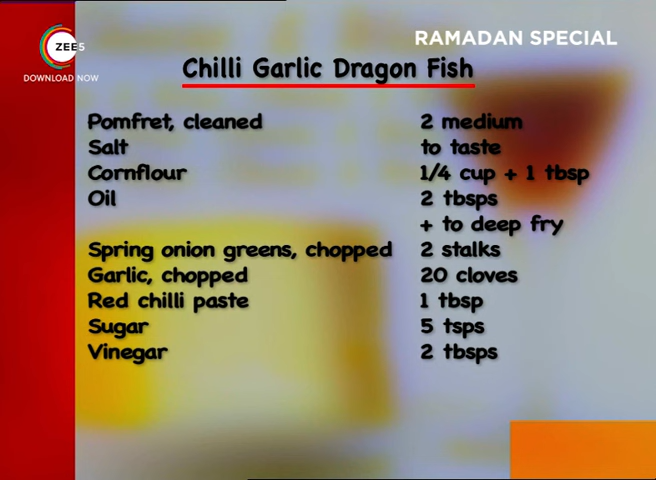 ZEE5
DOWNLOAD NOW
RAMADAN SPECIAL
Chilli Garlic Dragon Fish
Pomfret, cleaned 2 medium
Salt to taste
Cornflour 1/4 cup + 1 tbsp
Oil 2 tbsps
+ to deep fry
Spring onion greens, chopped 2 stalks
Garlic, chopped 20 cloves
Red chilli paste 1 tbsp
Sugar 5 tsps
Vinegar 2 tbsps